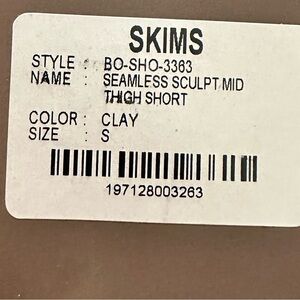 SKIMS
STYLE : BO-SHO-3363
NAME : SEAMLESS SCULPT MID
THIGH SHORT
COLOR : CLAY
SIZE : S
197128003263